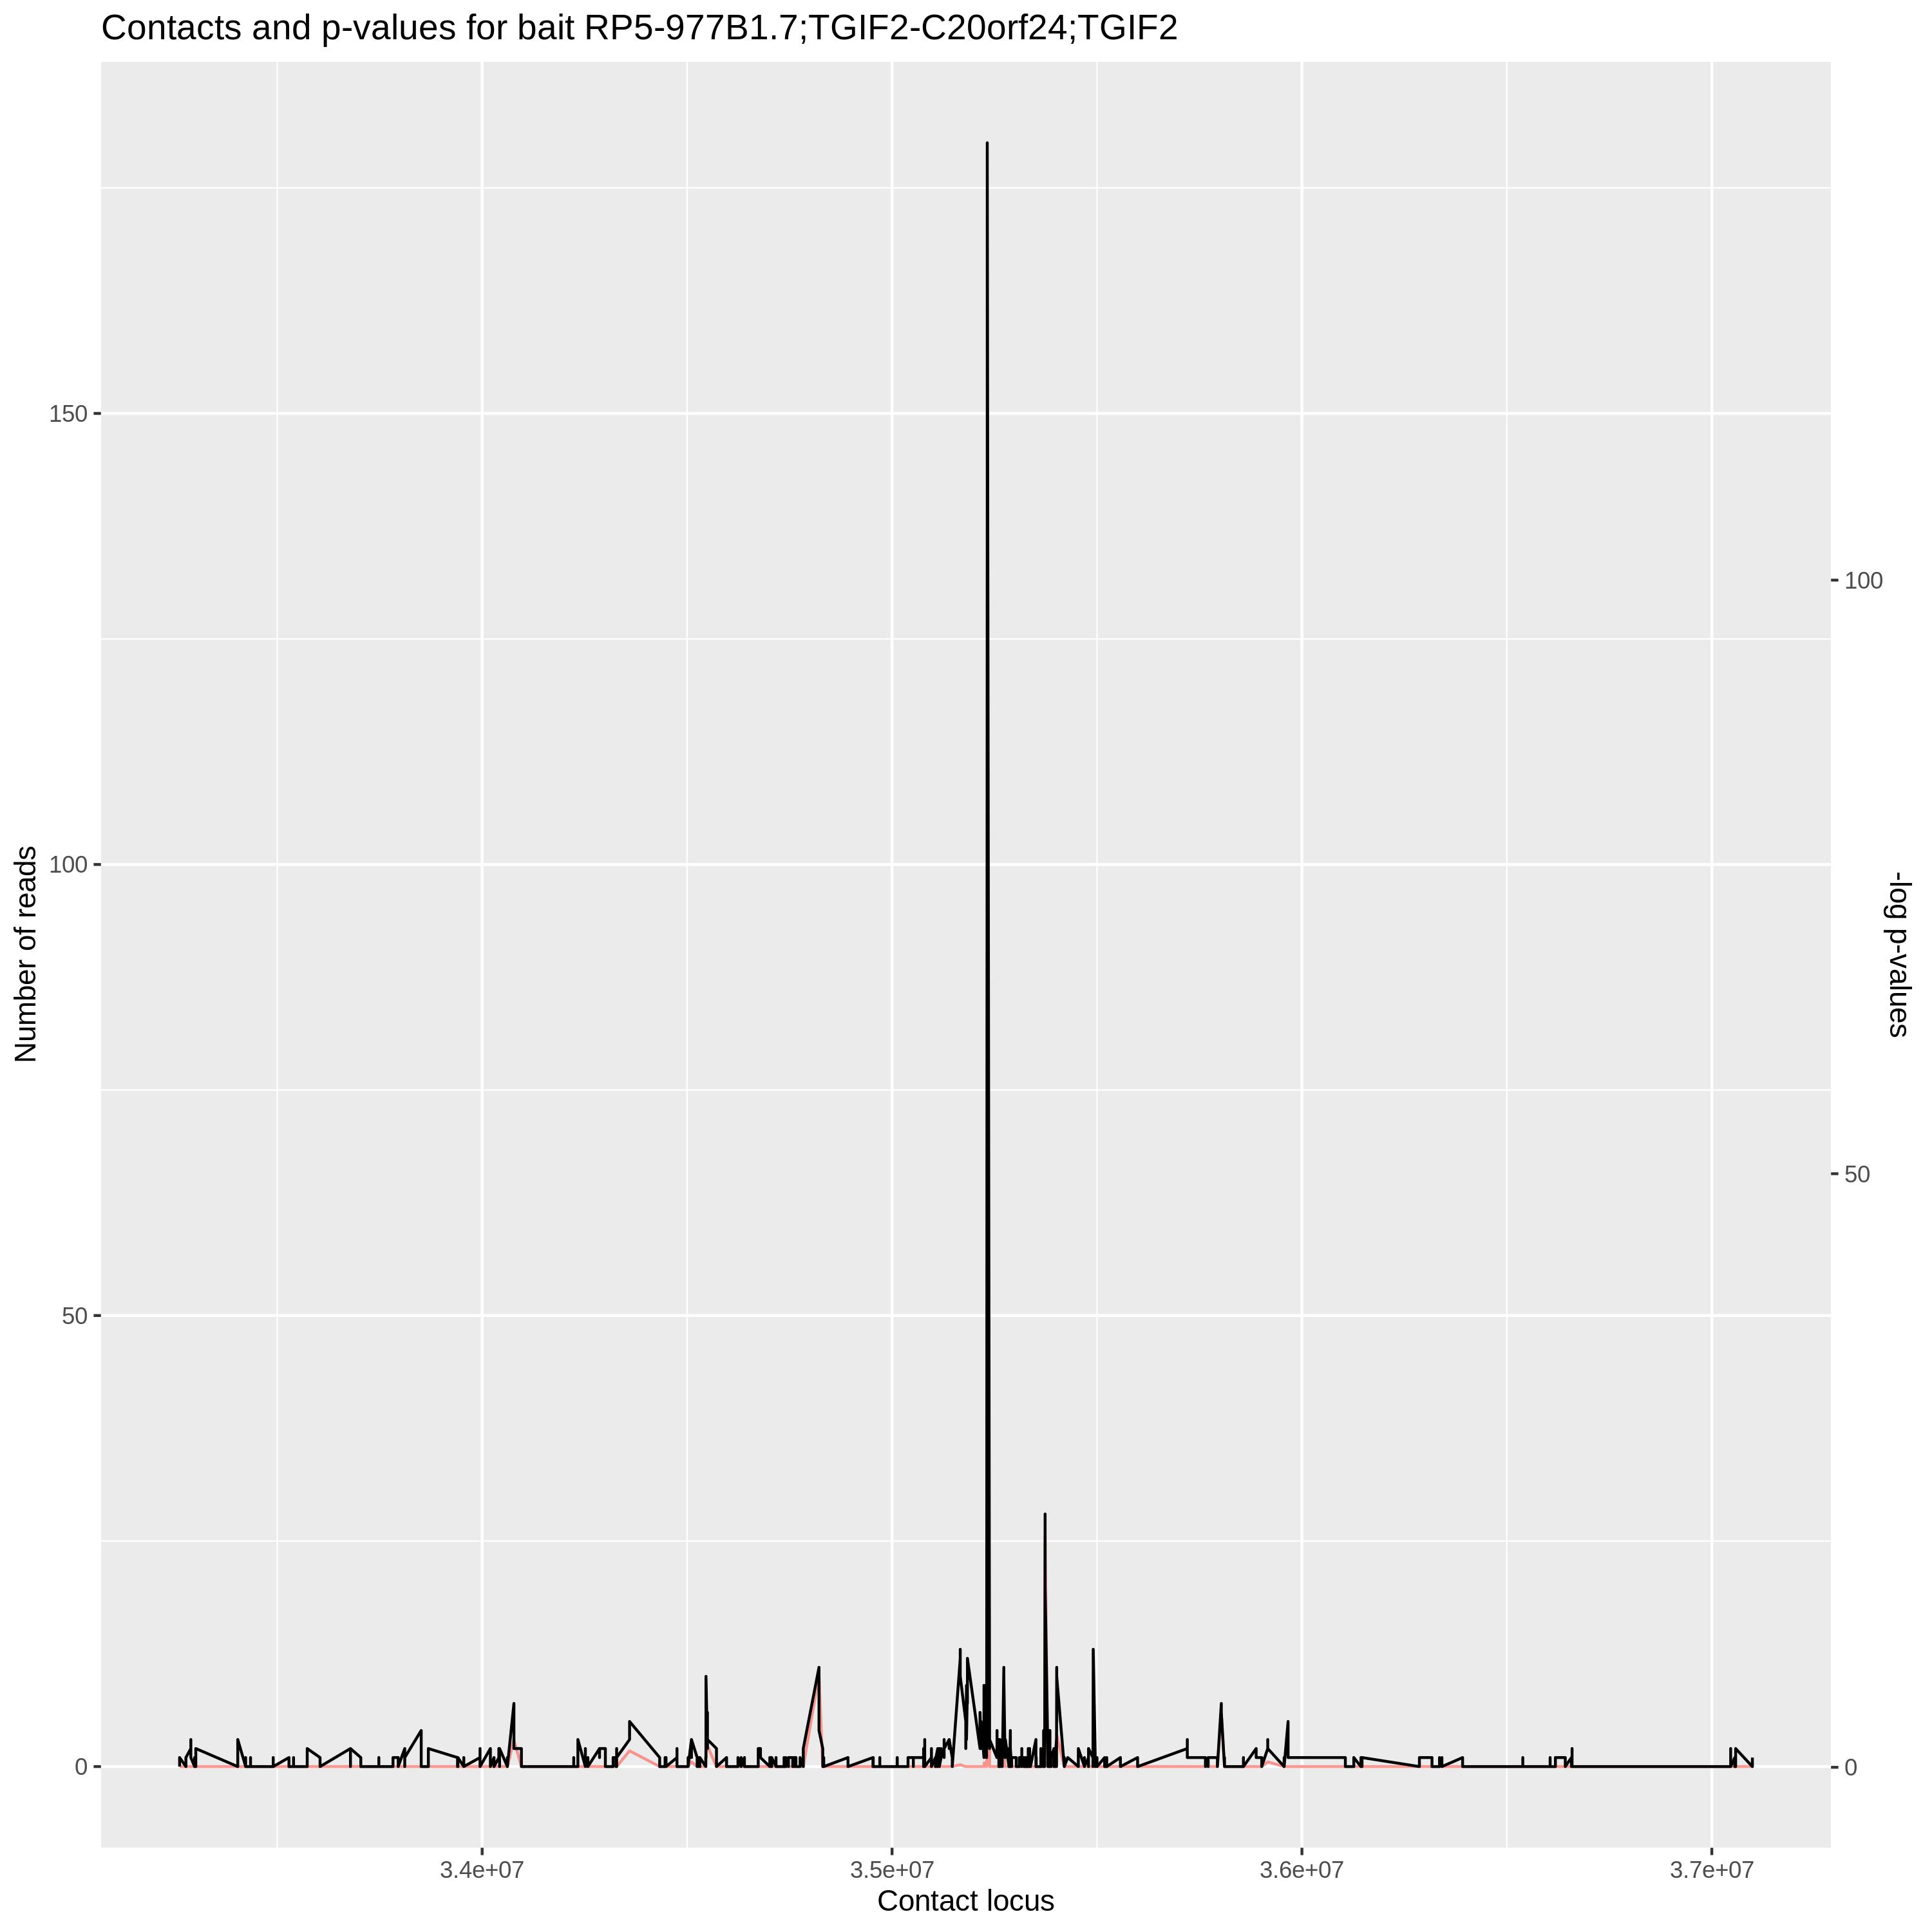 Contacts and p-values for bait RP5-977B1.7;TGIF2-C20orf24;TGIF2
Number of reads
150
100
50
0
-log p-values
100
50
0
3.4e+07
3.5e+07
3.6e+07
3.7e+07
Contact locus